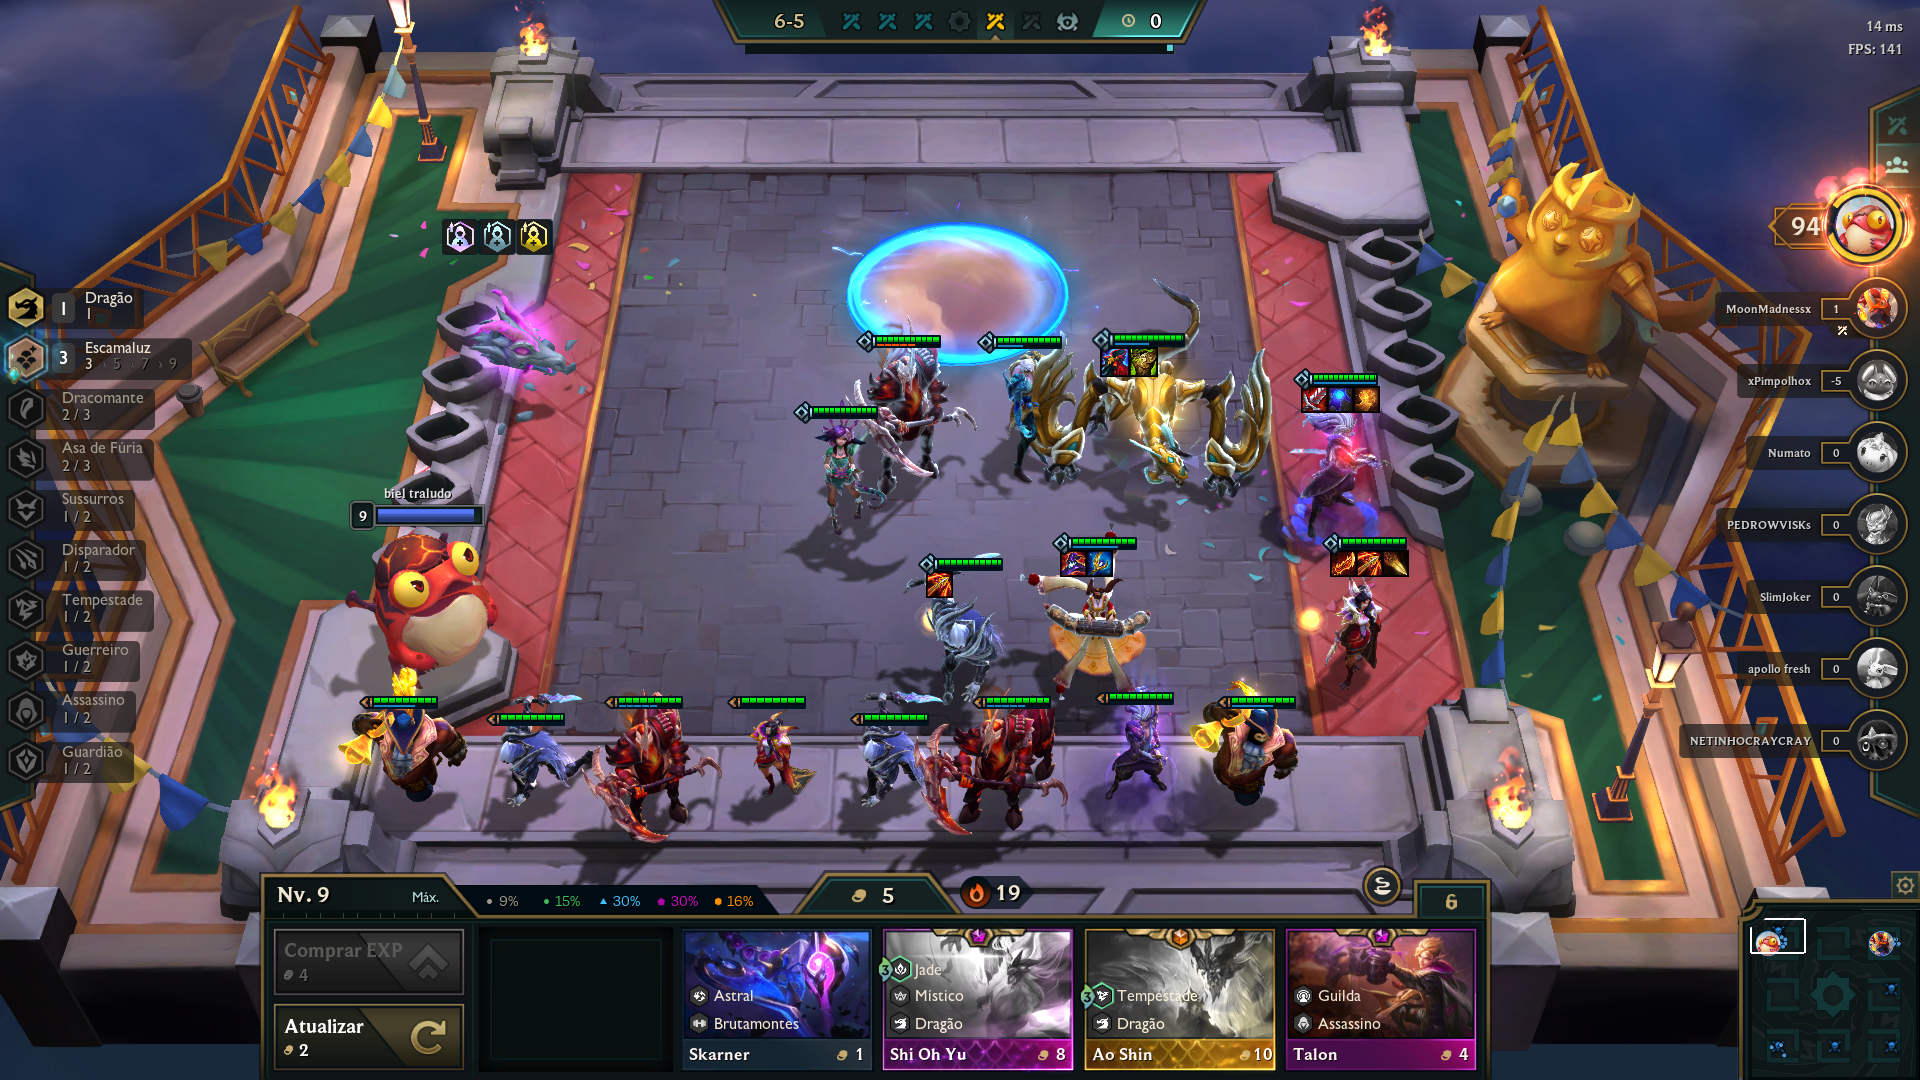 6-5
0
14 ms
FPS: 141
94
1
Dragão
1
3
Escamaluz
3 › 5 › 7 › 9
Dracomante
2 / 3
Asa de Fúria
2 / 3
Sussurros
1 / 2
Disparador
1 / 2
Tempestade
1 / 2
Guerreiro
1 / 2
Assassino
1 / 2
Guardião
1 / 2
biel traludo
9
MoonMadnessx
1
xPimpolhox
-5
Numato
0
PEDROWVISKs
0
SlimJoker
0
apollo fresh
0
NETINHOCRAYCRAY
0
Nv. 9
Máx.
9%
15%
30%
30%
16%
5
19
6
Comprar EXP
4
Atualizar
2
Astral
Brutamontes
Skarner
1
3
Jade
Místico
Dragão
Shi Oh Yu
8
3
Tempestade
Dragão
Ao Shin
10
Guilda
Assassino
Talon
4